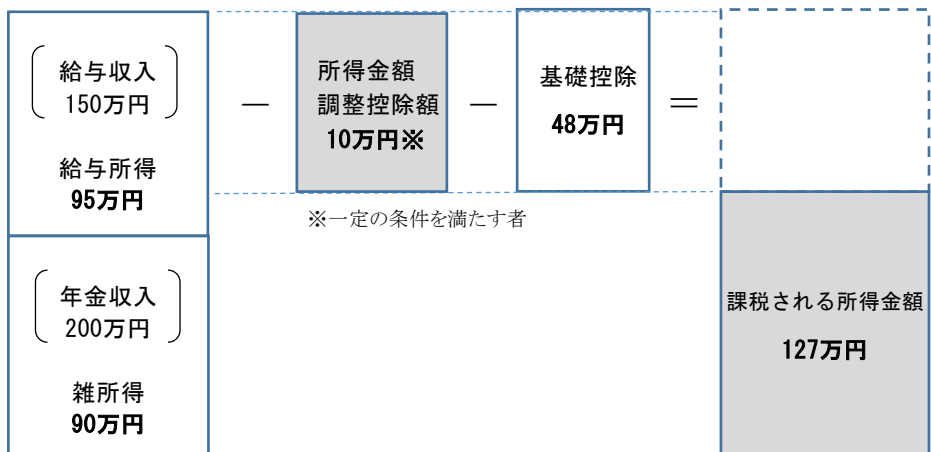 給与収入
150万円
給与所得
95万円
－
所得金額
調整控除額
10万円※
－
基礎控除
48万円
＝
※一定の条件を満たす者
年金収入
200万円
雑所得
90万円
課税される所得金額
127万円